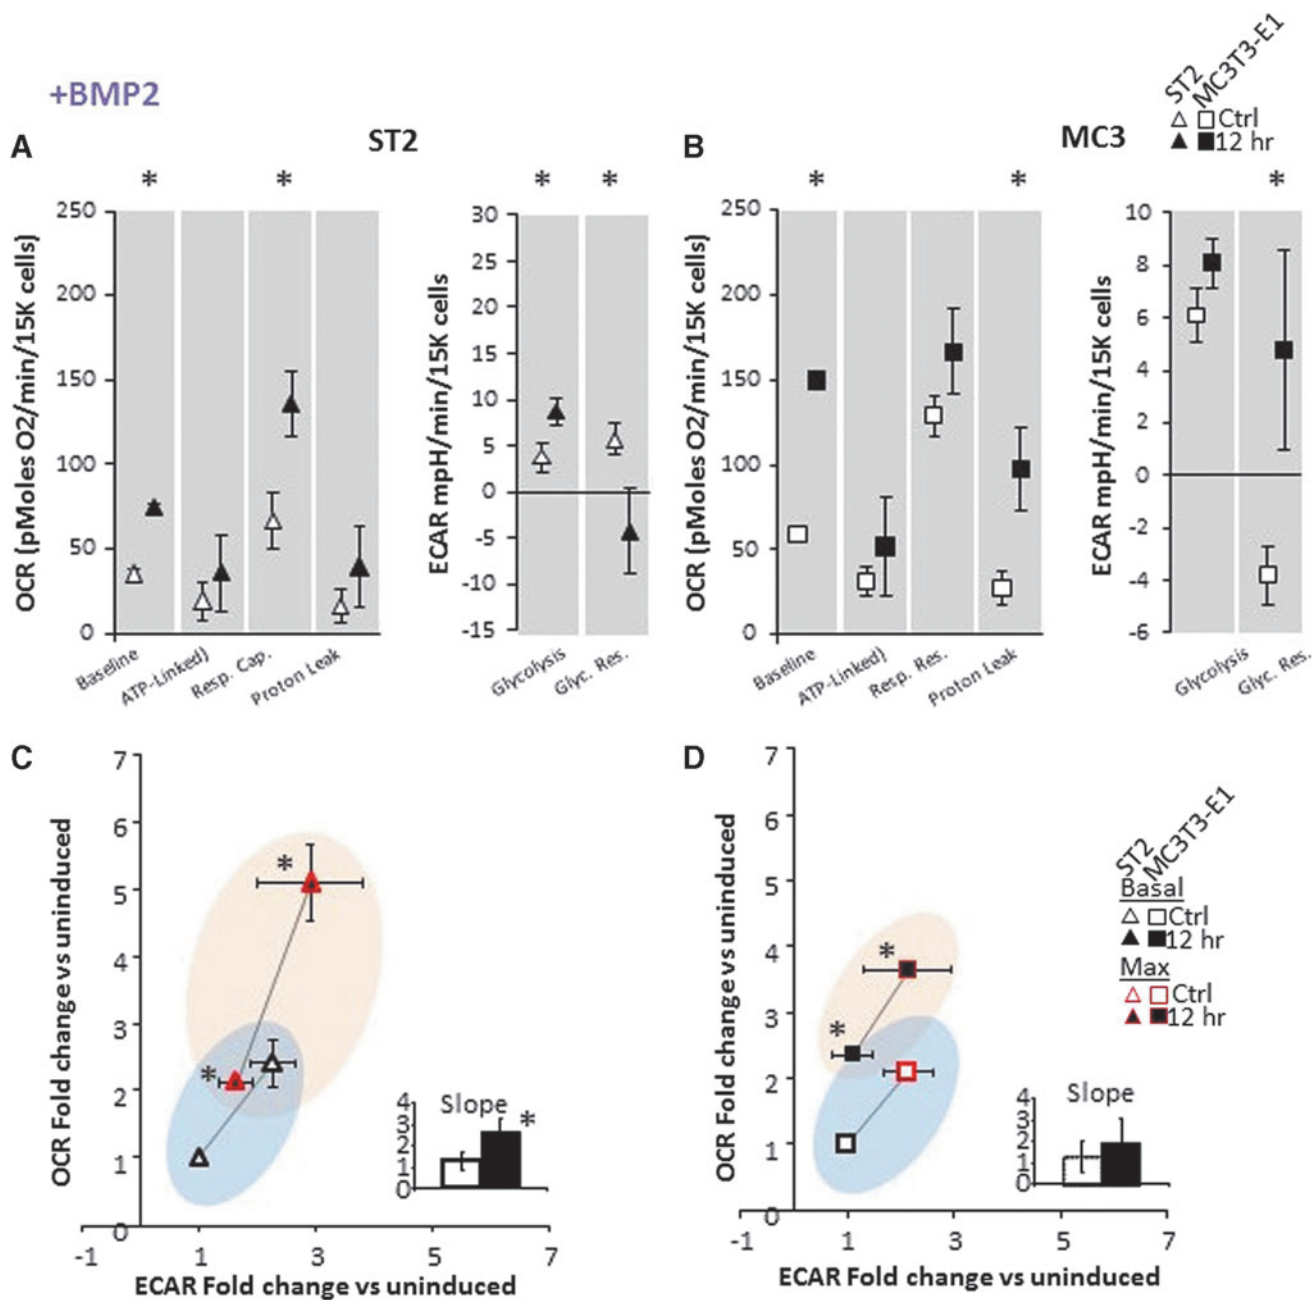 +BMP2
ST2
MC3T3-E1
Ctrl
12 hr
A
ST2
B
MC3
* *
* *
* *
*
OCR (pMoles O2/min/15K cells)
250
200
150
100
50
0
Baseline
ATP-Linked)
Resp. Cap.
Proton Leak
ECAR mpH/min/15K cells
30
25
20
15
10
5
0
-5
-10
-15
Glycolysis
Glyc. Res.
OCR (pMoles O2/min/15K cells)
250
200
150
100
50
0
Baseline
ATP-Linked)
Resp. Res.
Proton Leak
ECAR mpH/min/15K cells
10
8
6
4
2
0
-2
-4
-6
Glycolysis
Glyc. Res.
C
OCR Fold change vs uninduced
7
6
5
4
3
2
1
0
*
*
Slope
*
4
3
2
1
0
-1 1 3 5 7
ECAR Fold change vs uninduced
D
OCR Fold change vs uninduced
7
6
5
4
3
2
1
0
*
*
Slope
4
3
2
1
0
-1 1 3 5 7
ECAR Fold change vs uninduced
ST2
MC3T3-E1
Basal
Ctrl
12 hr
Max
Ctrl
12 hr